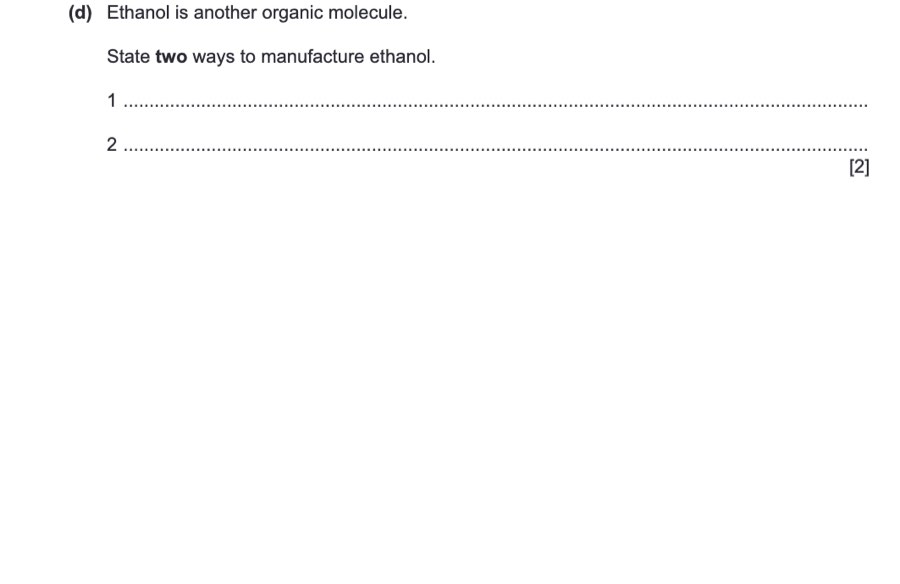 (d) Ethanol is another organic molecule.
State two ways to manufacture ethanol.
1 ................................................................................................................................................
2 ................................................................................................................................................
[2]